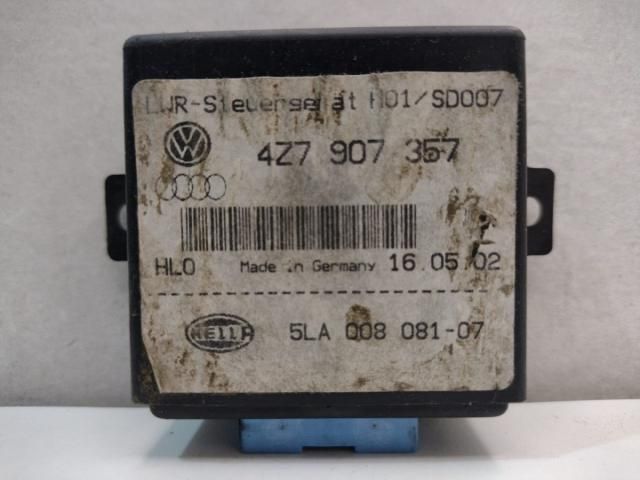 LWR-Steuergerät H01/SD007
4Z7 907 357
HLO Made in Germany 16.05.02
HELLA 5LA 008 081-07